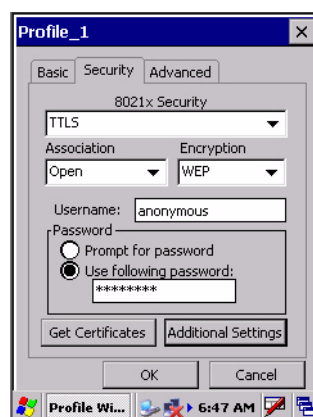 Profile_1
Basic Security Advanced
8021x Security
TTLS
Association Encryption
Open WEP
Username: anonymous
Password
Prompt for password
Use following password:
********
Get Certificates Additional Settings
OK Cancel
Profile Wi... 6:47 AM